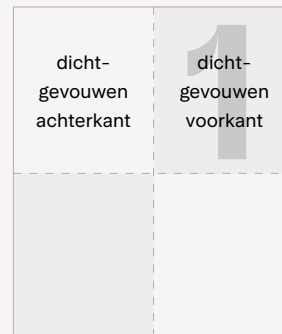 dicht-
gevouwen
achterkant
1
dicht-
gevouwen
voorkant